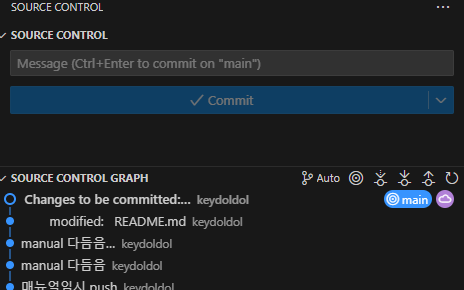 SOURCE CONTROL
SOURCE CONTROL
Message (Ctrl+Enter to commit on "main")
Commit
SOURCE CONTROL GRAPH Auto
Changes to be committed:... keydoldol main
modified: README.md keydoldol
manual 다듬음... keydoldol
manual 다듬음 keydoldol
매뉴얼임시 push keydoldol